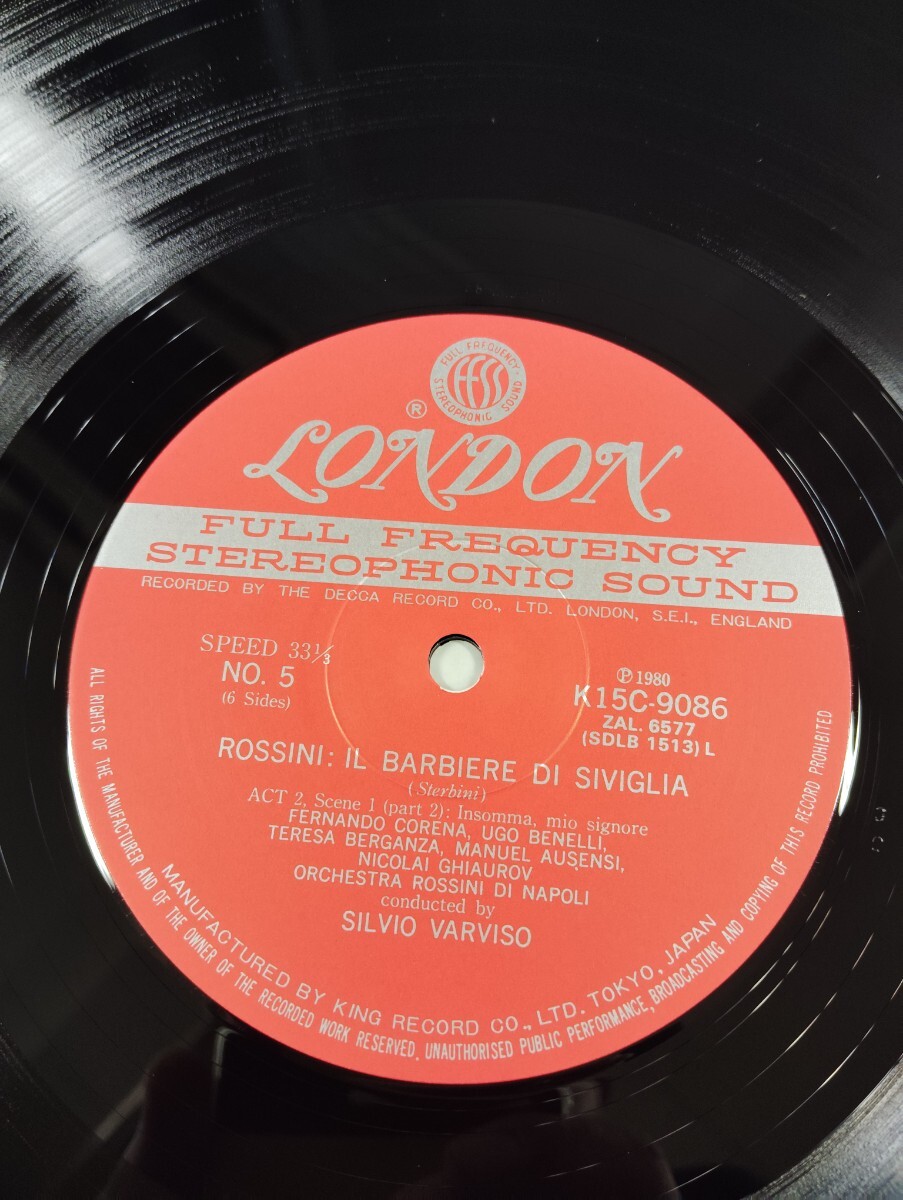 FULL FREQUENCY
ffss
STEREOPHONIC SOUND
®
LONDON
FULL FREQUENCY
STEREOPHONIC SOUND
RECORDED BY THE DECCA RECORD CO., LTD. LONDON, S.E.I., ENGLAND
SPEED 33⅓
NO. 5
(6 Sides)
Ⓟ 1980
K15C-9086
ZAL. 6577
(SDLB 1513) L
ROSSINI: IL BARBIERE DI SIVIGLIA
(Sterbini)
ACT 2, Scene 1 (part 2): Insomma, mio signore
FERNANDO CORENA, UGO BENELLI,
TERESA BERGANZA, MANUEL AUSENSI,
NICOLAI GHIAUROV
ORCHESTRA ROSSINI DI NAPOLI
conducted by
SILVIO VARVISO
MANUFACTURED BY KING RECORD CO., LTD. TOKYO, JAPAN
ALL RIGHTS OF THE MANUFACTURER AND OF THE OWNER OF THE RECORDED WORK RESERVED. UNAUTHORISED PUBLIC PERFORMANCE, BROADCASTING AND COPYING OF THIS RECORD PROHIBITED